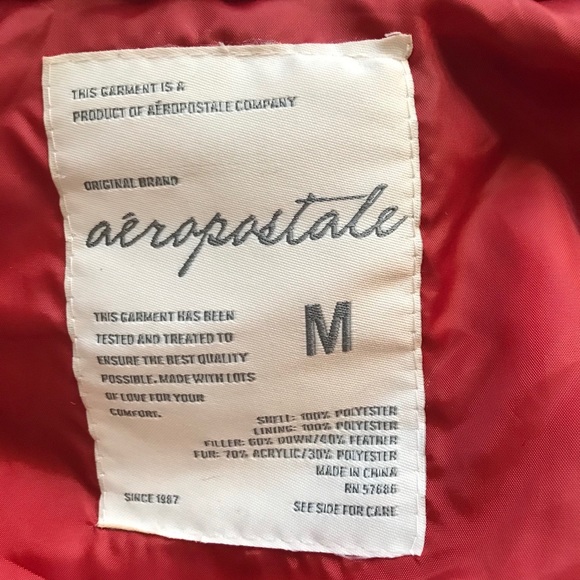 THIS GARMENT IS A
PRODUCT OF AÉROPOSTALE COMPANY
ORIGINAL BRAND
aéropostale
THIS GARMENT HAS BEEN
TESTED AND TREATED TO
ENSURE THE BEST QUALITY
POSSIBLE. MADE WITH LOTS
OF LOVE FOR YOUR
COMFORT.
M
SHELL: 100% POLYESTER
LINING: 100% POLYESTER
FILLER: 60% DOWN/40% FEATHER
FUR: 70% ACRYLIC/30% POLYESTER
MADE IN CHINA
RN 57686
SINCE 1987
SEE SIDE FOR CARE